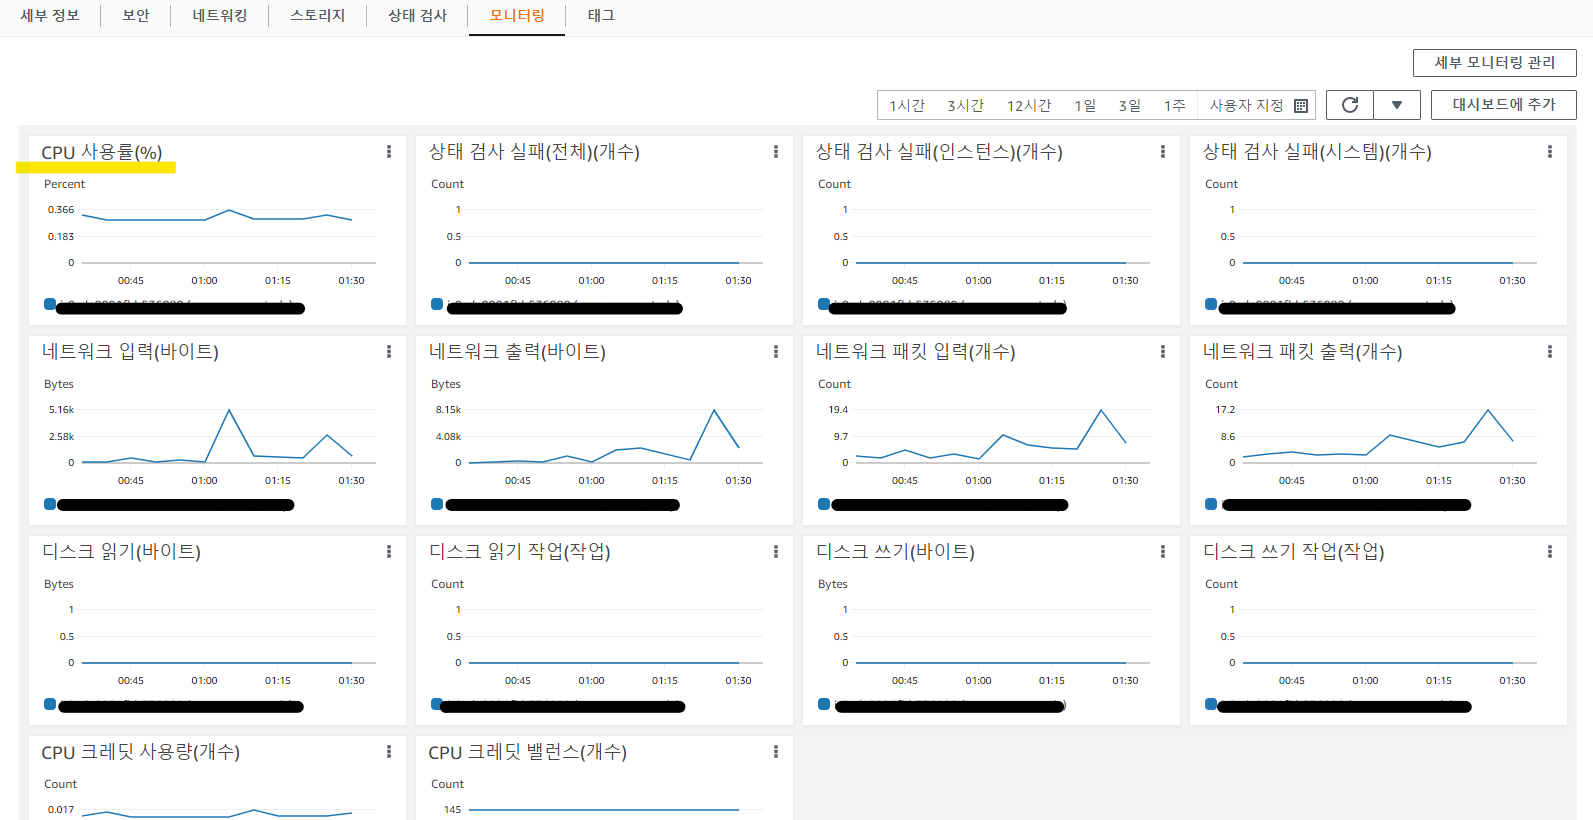 세부 정보 보안 네트워킹 스토리지 상태 검사 모니터링 태그
세부 모니터링 관리
1시간 3시간 12시간 1일 3일 1주 사용자 지정 대시보드에 추가
CPU 사용률(%)
Percent
0.366
0.183
0
00:45 01:00 01:15 01:30
상태 검사 실패(전체)(개수)
Count
1
0.5
0
00:45 01:00 01:15 01:30
상태 검사 실패(인스턴스)(개수)
Count
1
0.5
0
00:45 01:00 01:15 01:30
상태 검사 실패(시스템)(개수)
Count
1
0.5
0
00:45 01:00 01:15 01:30
네트워크 입력(바이트)
Bytes
5.16k
2.58k
0
00:45 01:00 01:15 01:30
네트워크 출력(바이트)
Bytes
8.15k
4.08k
0
00:45 01:00 01:15 01:30
네트워크 패킷 입력(개수)
Count
19.4
9.7
0
00:45 01:00 01:15 01:30
네트워크 패킷 출력(개수)
Count
17.2
8.6
0
00:45 01:00 01:15 01:30
디스크 읽기(바이트)
Bytes
1
0.5
0
00:45 01:00 01:15 01:30
디스크 읽기 작업(작업)
Count
1
0.5
0
00:45 01:00 01:15 01:30
디스크 쓰기(바이트)
Bytes
1
0.5
0
00:45 01:00 01:15 01:30
디스크 쓰기 작업(작업)
Count
1
0.5
0
00:45 01:00 01:15 01:30
CPU 크레딧 사용량(개수)
Count
0.017
CPU 크레딧 밸런스(개수)
Count
145